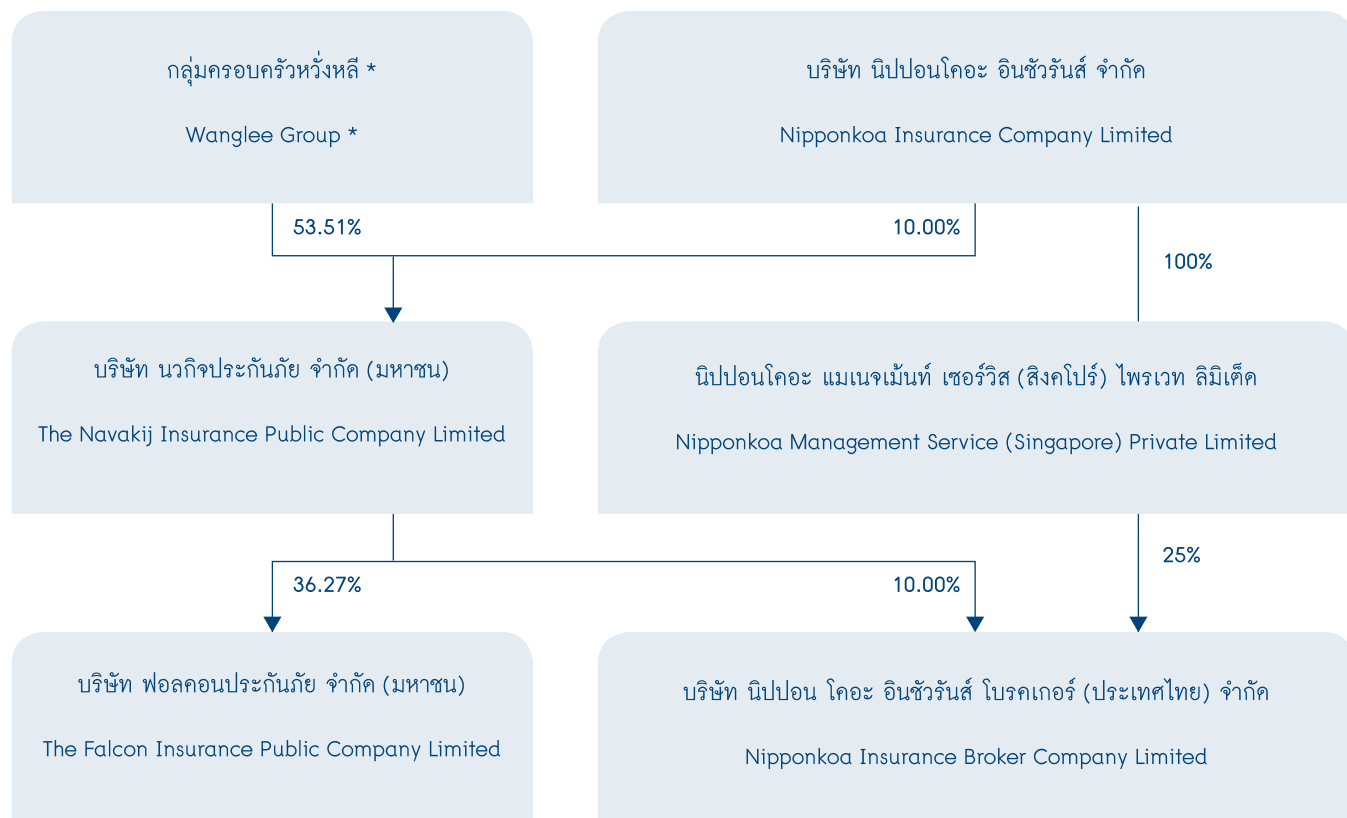 กลุ่มครอบครัวหวั่งหลี *
Wanglee Group *
บริษัท นิปปอนโคอะ อินชัวรันส์ จำกัด
Nipponkoa Insurance Company Limited
53.51%
10.00%
100%
บริษัท นวกิจประกันภัย จำกัด (มหาชน)
The Navakij Insurance Public Company Limited
นิปปอนโคอะ แมเนจเม้นท์ เซอร์วิส (สิงคโปร์) ไพรเวท ลิมิเต็ด
Nipponkoa Management Service (Singapore) Private Limited
36.27%
10.00%
25%
บริษัท ฟอลคอนประกันภัย จำกัด (มหาชน)
The Falcon Insurance Public Company Limited
บริษัท นิปปอน โคอะ อินชัวรันส์ โบรคเกอร์ (ประเทศไทย) จำกัด
Nipponkoa Insurance Broker Company Limited